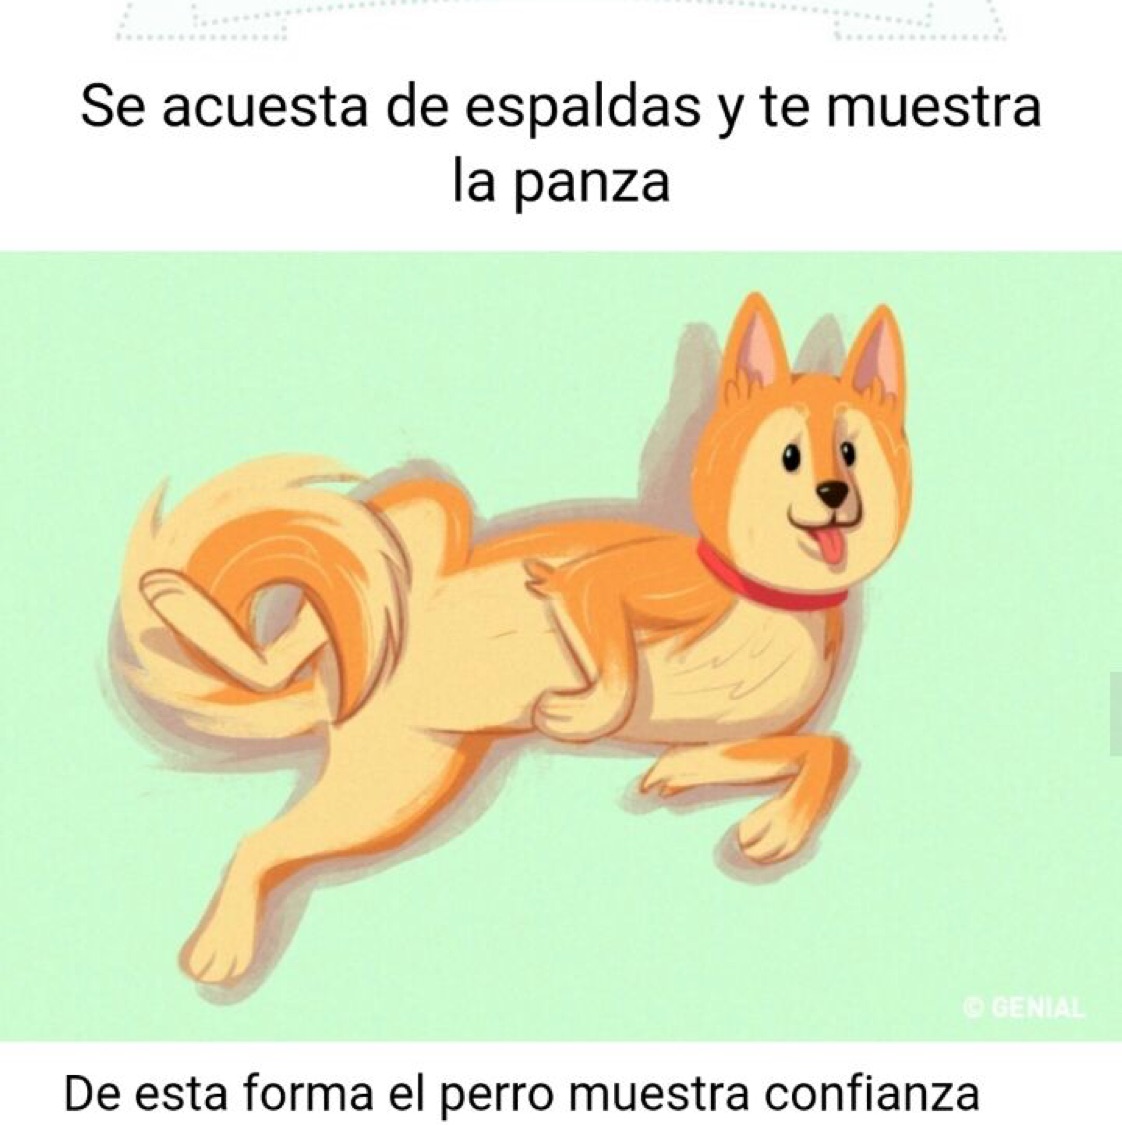 Se acuesta de espaldas y te muestra
la panza
© GENIAL
De esta forma el perro muestra confianza